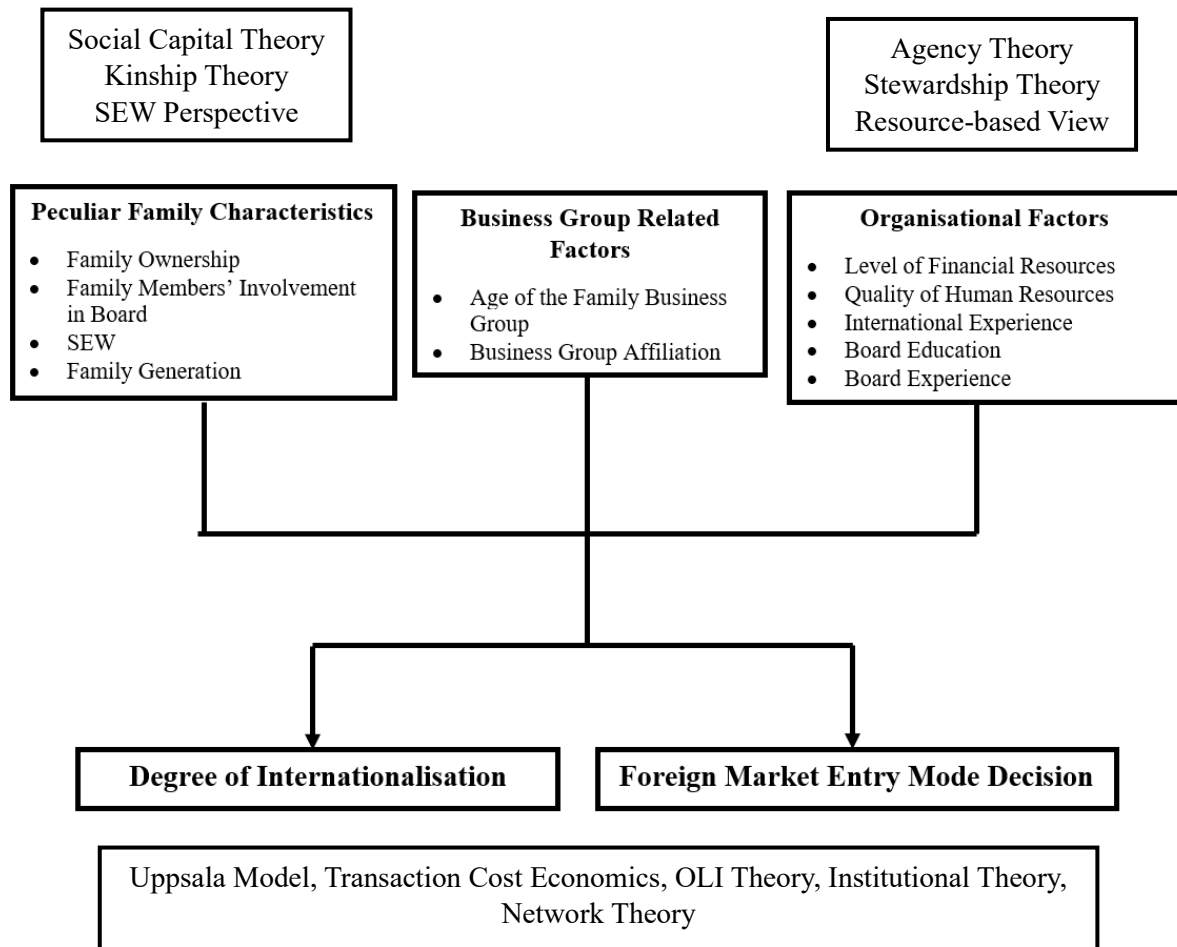 Social Capital Theory
Kinship Theory
SEW Perspective
Agency Theory
Stewardship Theory
Resource-based View
Peculiar Family Characteristics
• Family Ownership
• Family Members’ Involvement
in Board
• SEW
• Family Generation
Business Group Related
Factors
• Age of the Family Business
Group
• Business Group Affiliation
Organisational Factors
• Level of Financial Resources
• Quality of Human Resources
• International Experience
• Board Education
• Board Experience
Degree of Internationalisation
Foreign Market Entry Mode Decision
Uppsala Model, Transaction Cost Economics, OLI Theory, Institutional Theory,
Network Theory